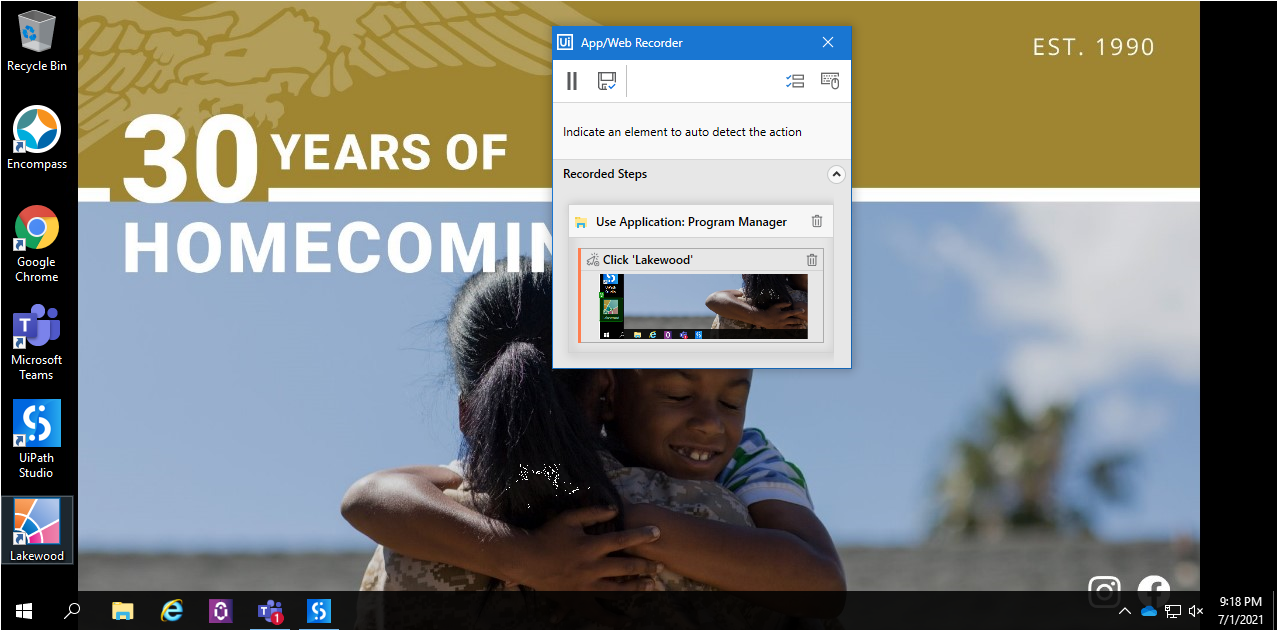 Recycle Bin
Encompass
Google
Chrome
Microsoft
Teams
UiPath
Studio
Lakewood
EST. 1990
30 YEARS OF
HOMECOMIN
Ui App/Web Recorder
Indicate an element to auto detect the action
Recorded Steps
Use Application: Program Manager
Click 'Lakewood'
1
9:18 PM
7/1/2021